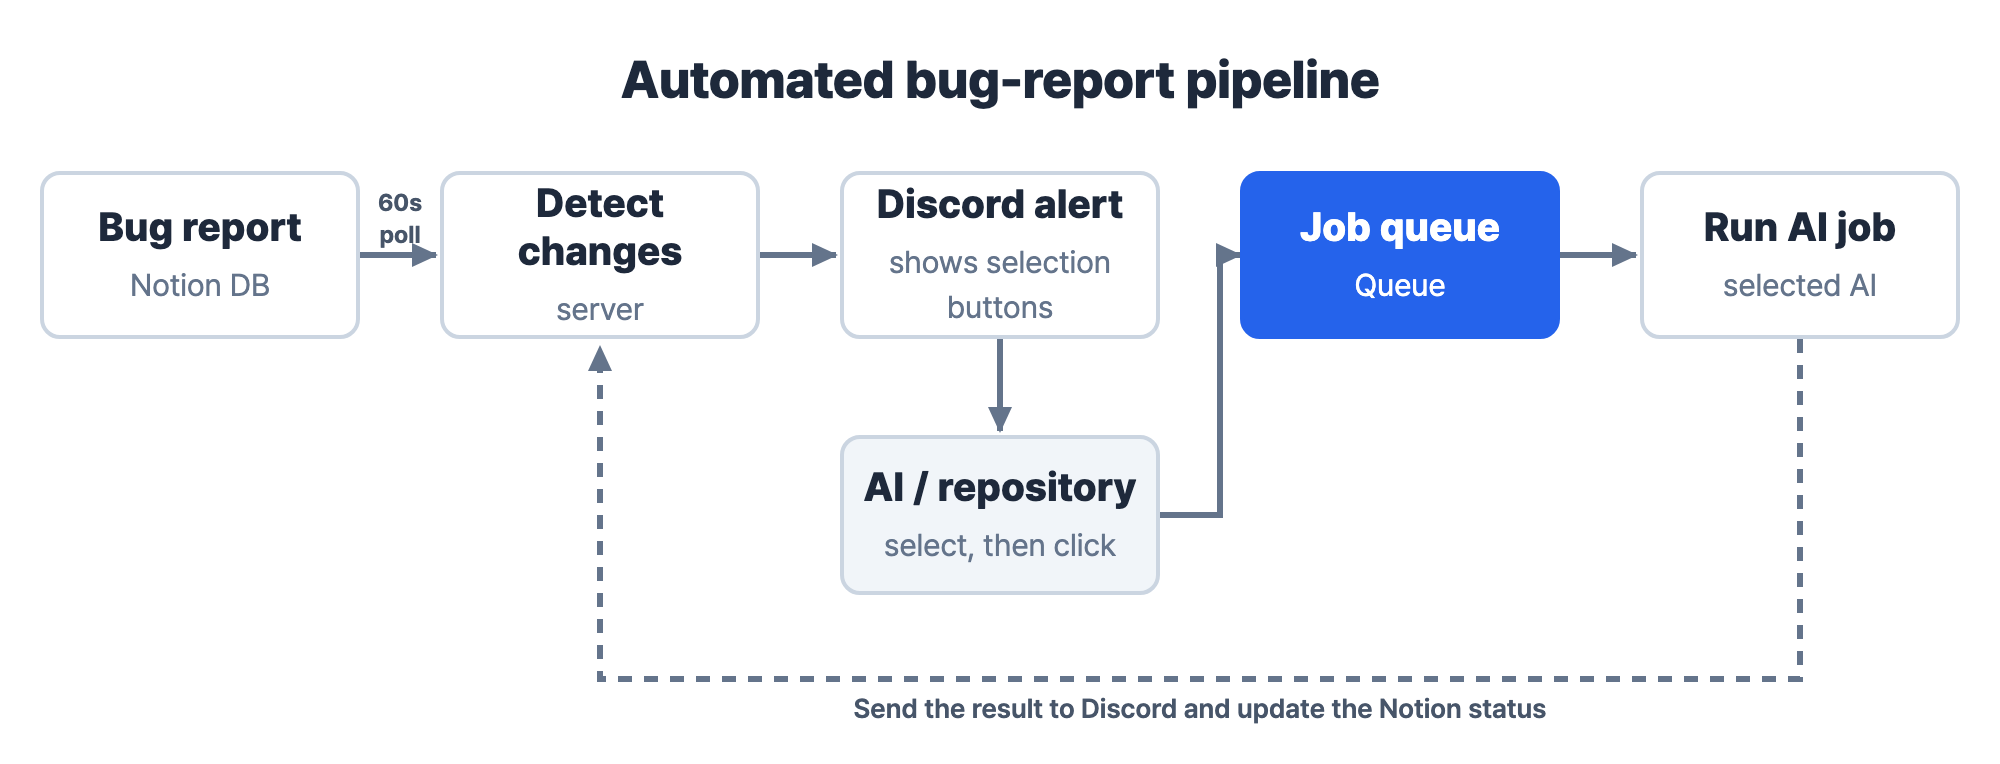 Automated bug-report pipeline
Bug report
Notion DB
60s
poll
Detect
changes
server
Discord alert
shows selection
buttons
Job queue
Queue
Run AI job
selected AI
AI / repository
select, then click
Send the result to Discord and update the Notion status